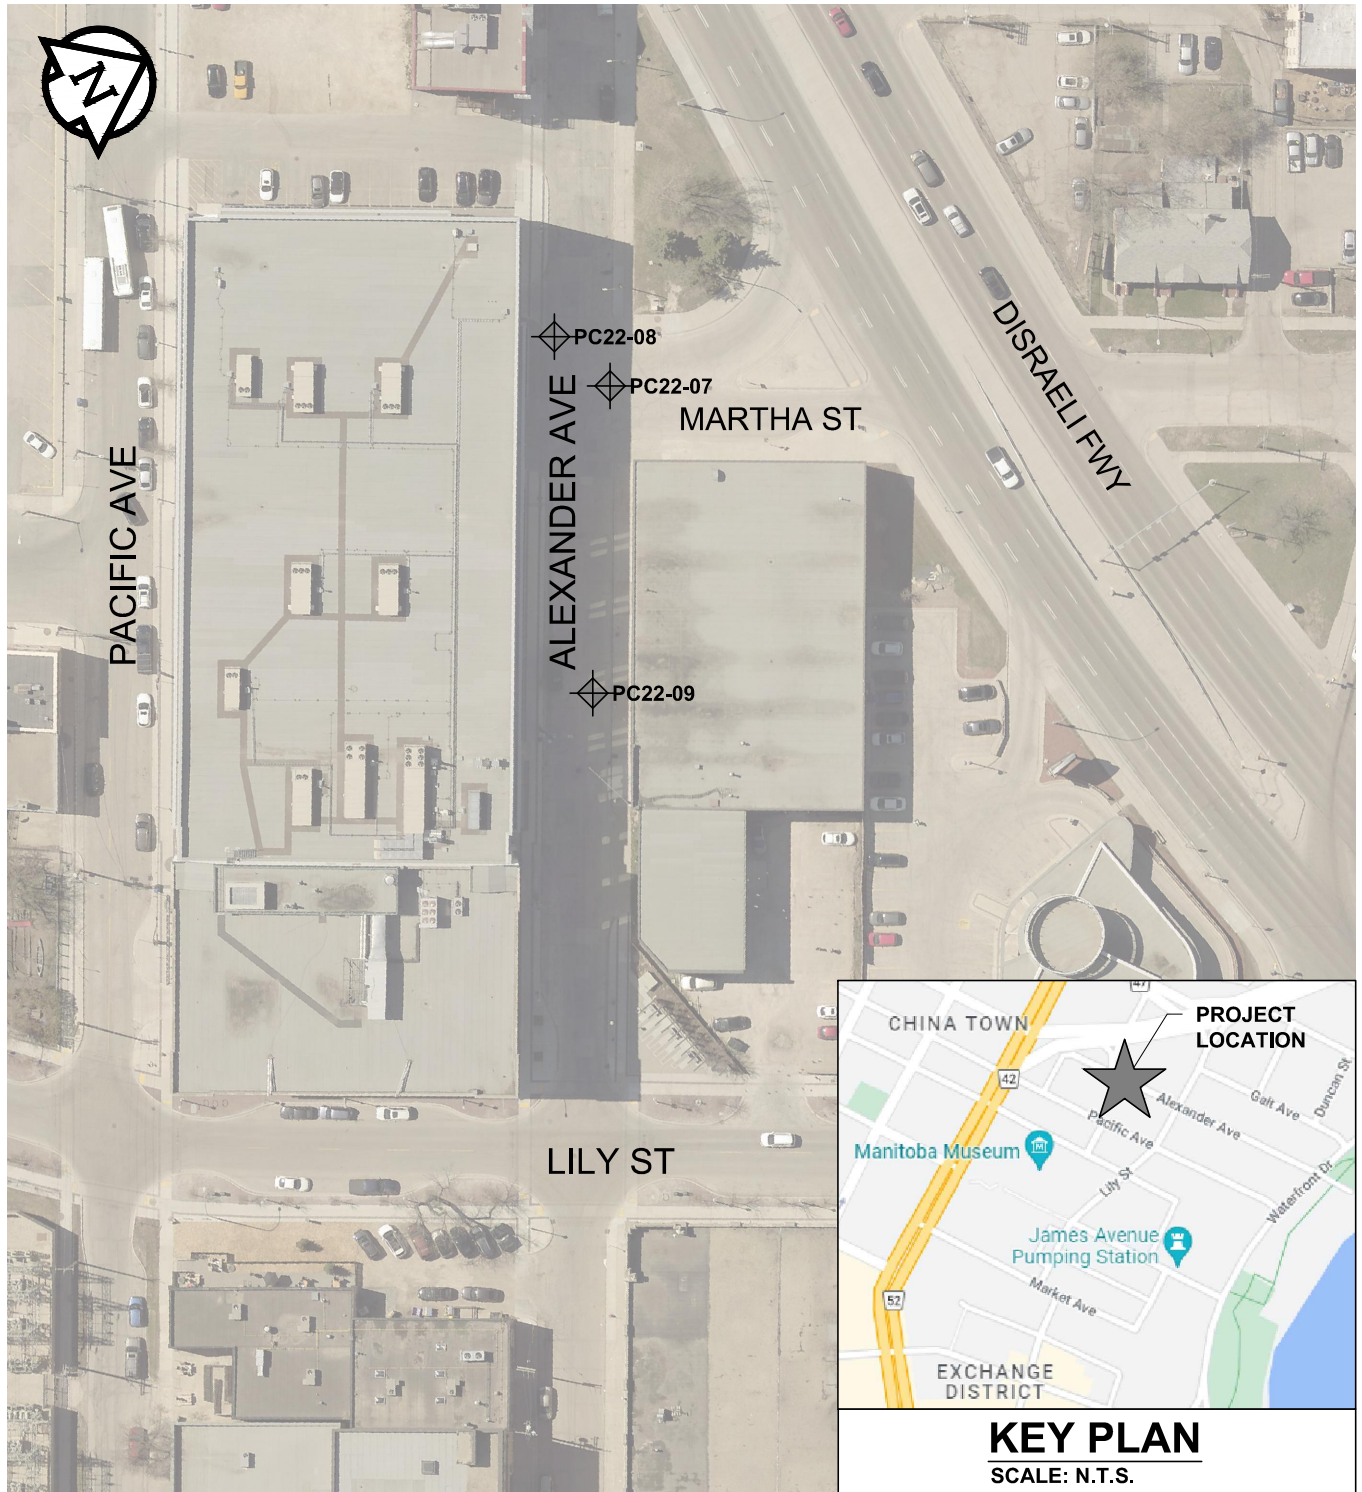 N
PC22-08
PC22-07
MARTHA ST
DISRAELI FWY
ALEXANDER AVE
PACIFIC AVE
PC22-09
LILY ST
47
CHINA TOWN
PROJECT
LOCATION
42
Duncan St
Galt Ave
Alexander Ave
Pacific Ave
Manitoba Museum
M
Lily St
Waterfront Dr
James Avenue
Pumping Station
Market Ave
52
EXCHANGE
DISTRICT
KEY PLAN
SCALE: N.T.S.